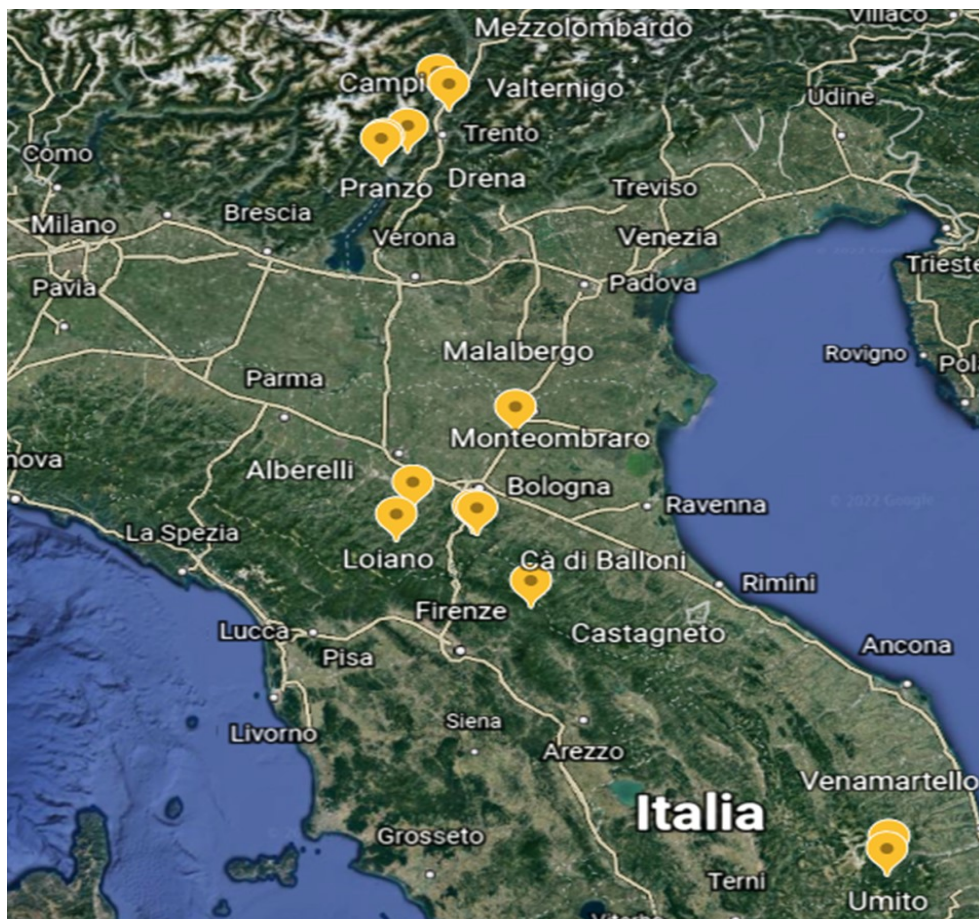 Villaco
Mezzolombardo
Campi
Valternigo
Udine
Trento
Como
Drena
Pranzo
Treviso
Brescia
Milano
Verona
Venezia
Trieste
Pavia
Padova
Malalbergo
Rovigno
Parma
Pol
Monteombraro
nova
Alberelli
Bologna
Ravenna
© 2022 Google
La Spezia
Loiano
Cà di Balloni
Rimini
Firenze
Lucca
Castagneto
Ancona
Pisa
Siena
Livorno
Arezzo
Venamartello
Italia
Grosseto
Terni
Umito
Viterbo